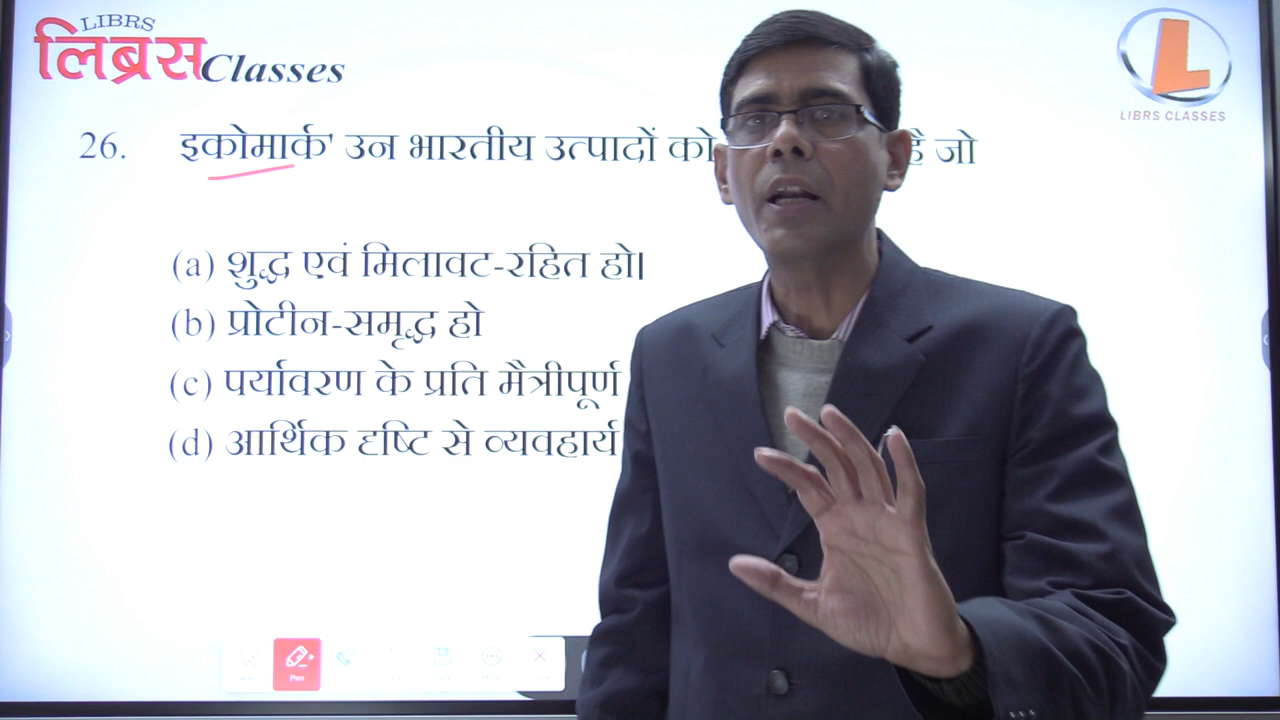 LIBRS
लिब्रस Classes
LIBRS CLASSES
26. इकोमार्क' उन भारतीय उत्पादों को है जो
(a) शुद्ध एवं मिलावट-रहित हो।
(b) प्रोटीन-समृद्ध हो
(c) पर्यावरण के प्रति मैत्रीपूर्ण
(d) आर्थिक दृष्टि से व्यवहार्य
Pen